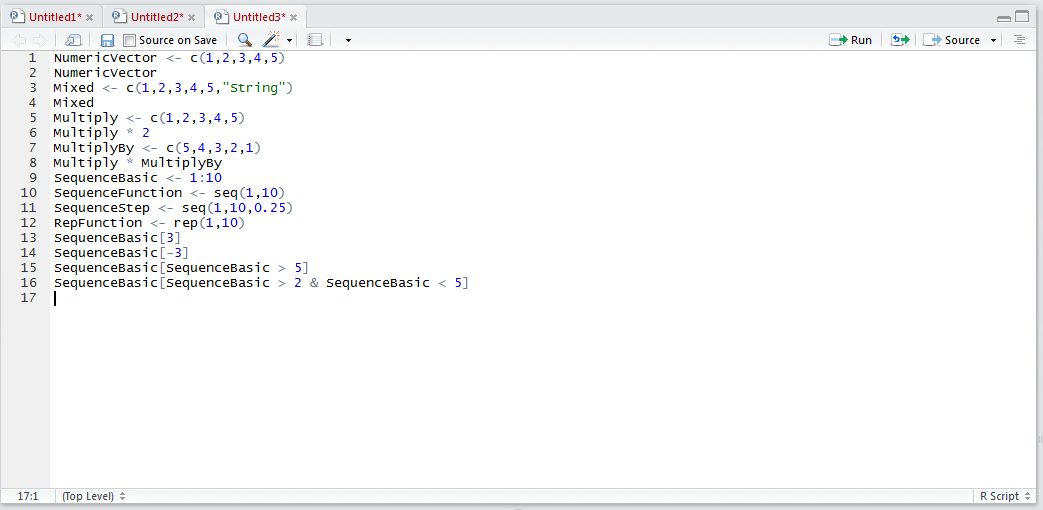 Untitled1* Untitled2* Untitled3*
Source on Save Run Source
1 NumericVector <- c(1,2,3,4,5)
2 NumericVector
3 Mixed <- c(1,2,3,4,5,"String")
4 Mixed
5 Multiply <- c(1,2,3,4,5)
6 Multiply * 2
7 MultiplyBy <- c(5,4,3,2,1)
8 Multiply * MultiplyBy
9 SequenceBasic <- 1:10
10 SequenceFunction <- seq(1,10)
11 SequenceStep <- seq(1,10,0.25)
12 RepFunction <- rep(1,10)
13 SequenceBasic[3]
14 SequenceBasic[-3]
15 SequenceBasic[SequenceBasic > 5]
16 SequenceBasic[SequenceBasic > 2 & SequenceBasic < 5]
17
17:1 (Top Level) R Script